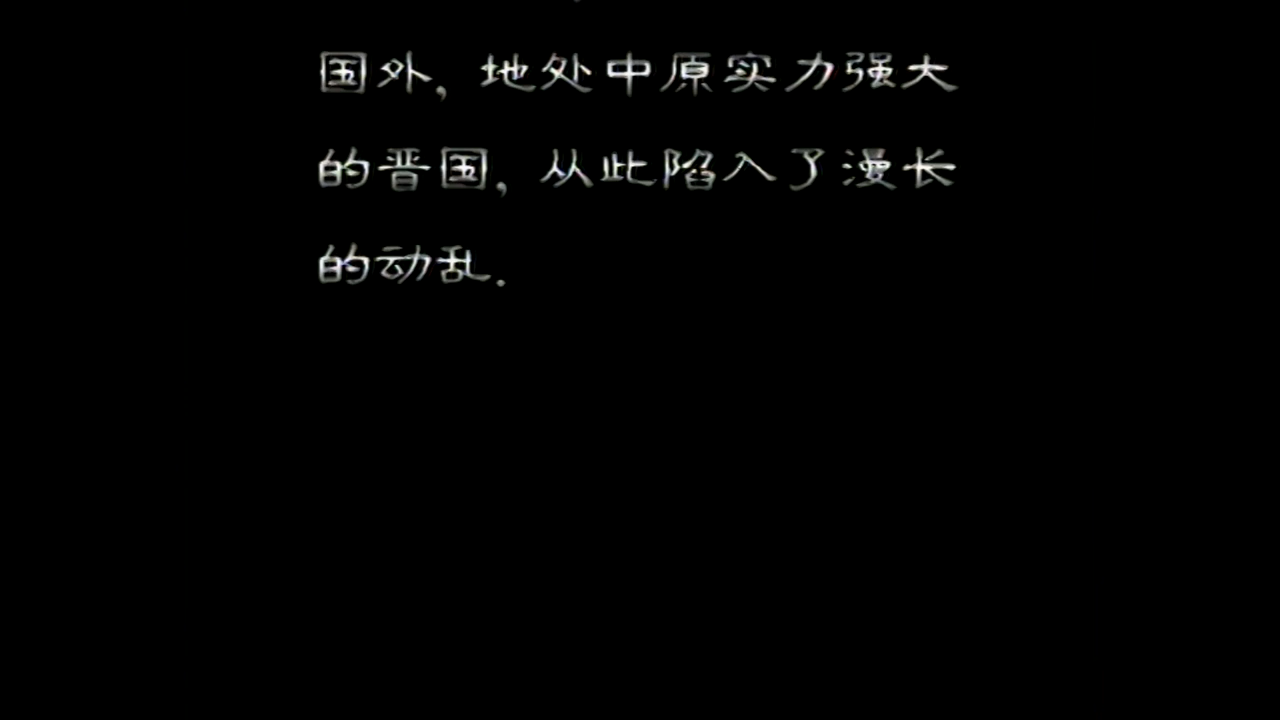 国外，地处中原实力强大
的晋国，从此陷入了漫长
的动乱.